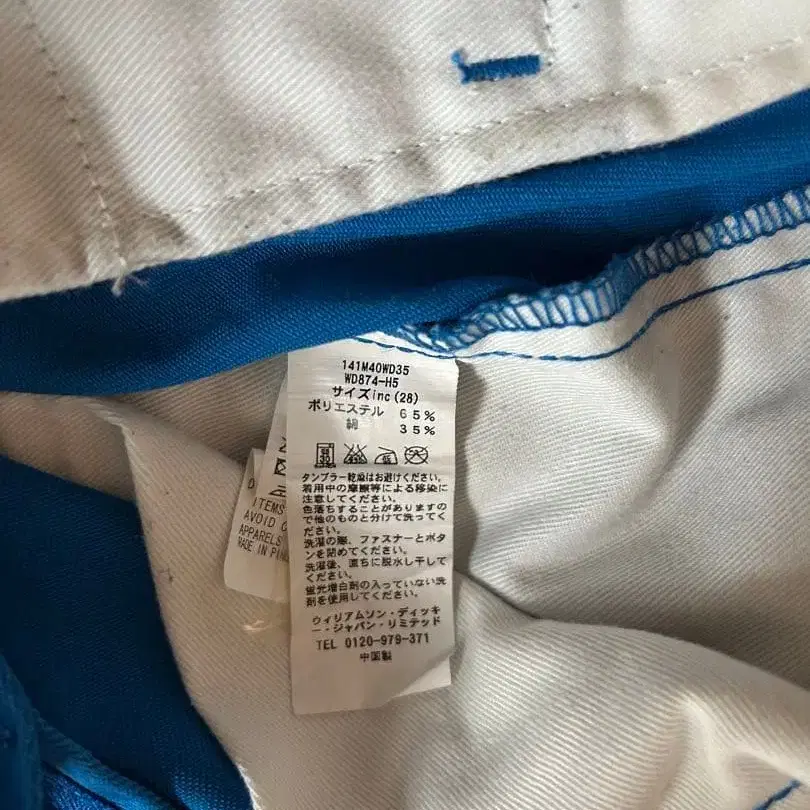 141M40WD35
WD874-H5
サイズinc(28)
ポリエステル 65%
綿 35%
タンブラー乾燥はお避けください。
着用中の摩擦等による移染に
注意してください。
色落ちすることがありますの
で他のものと分けて洗ってく
ださい。
洗濯の際、ファスナーとボタ
ンを閉めてください。
洗濯後、直ちに脱水し干して
ください。
蛍光増白剤の入っていない洗
剤を使用してください。
ウィリアムソン・ディッキ
ー・ジャパン・リミテッド
TEL 0120-979-371
中国製
ITEMS
AVOID
APPARELS
MADE IN